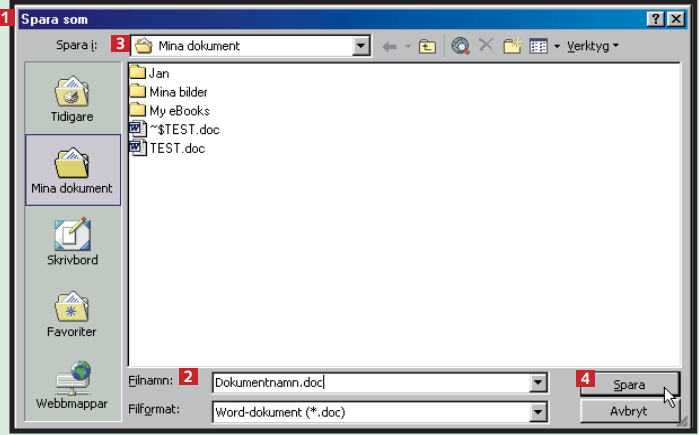 1 Spara som
Spara i: 3 Mina dokument Verktyg
Jan
Mina bilder
My eBooks
~$TEST.doc
TEST.doc
Tidigare
Mina dokument
Skrivbord
Favoriter
Webbmappar
Filnamn: 2 Dokumentnamn.doc 4 Spara
Filformat: Word-dokument (*.doc) Avbryt